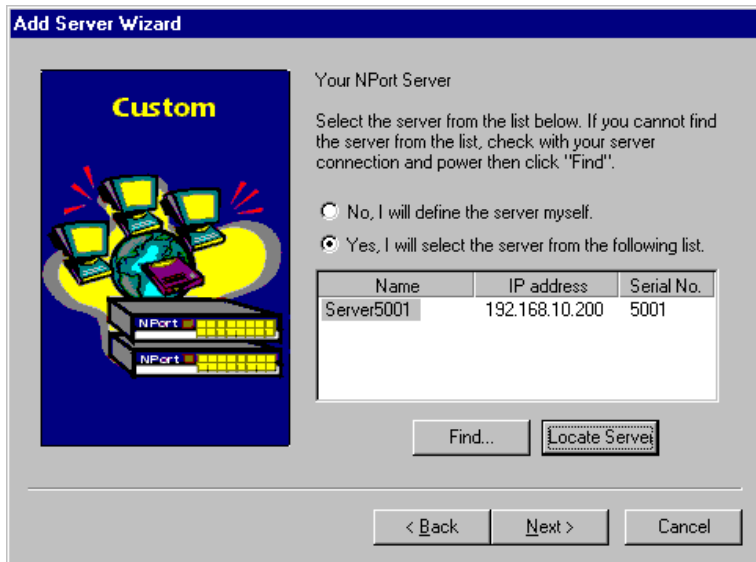 Add Server Wizard
Custom
NPort
NPort
Your NPort Server
Select the server from the list below. If you cannot find
the server from the list, check with your server
connection and power then click "Find".
No, I will define the server myself.
Yes, I will select the server from the following list.
Name IP address Serial No.
Server5001 192.168.10.200 5001
Find... Locate Server
< Back Next > Cancel